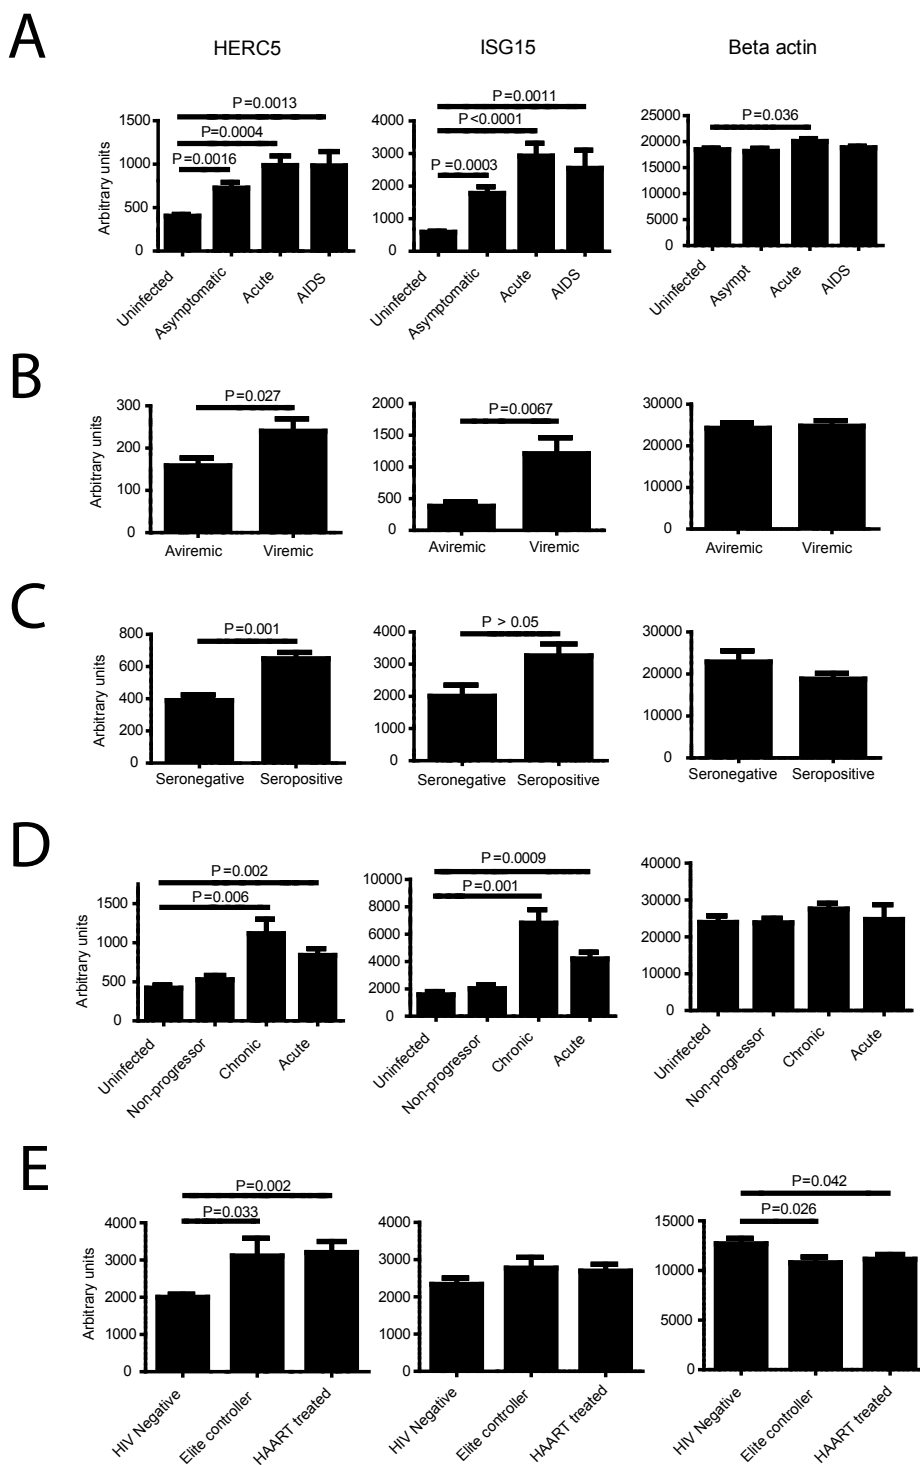 A
HERC5
ISG15
Beta actin
P=0.0013
P=0.0004
P=0.0016
1500
1000
500
0
Arbitrary units
Uninfected
Asymptomatic
Acute
AIDS
P=0.0011
P<0.0001
P=0.0003
4000
3000
2000
1000
0
Uninfected
Asymptomatic
Acute
AIDS
P=0.036
25000
20000
15000
10000
5000
0
Uninfected
Asympt
Acute
AIDS
B
P=0.027
300
200
100
0
Arbitrary units
Aviremic Viremic
P=0.0067
2000
1500
1000
500
0
Aviremic Viremic
30000
20000
10000
0
Aviremic Viremic
C
P=0.001
800
600
400
200
0
Arbitrary units
Seronegative Seropositive
P > 0.05
4000
3000
2000
1000
0
Seronegative Seropositive
30000
20000
10000
0
Seronegative Seropositive
D
P=0.002
P=0.006
1500
1000
500
0
Arbitrary units
Uninfected
Non-progressor
Chronic
Acute
P=0.0009
P=0.001
10000
8000
6000
4000
2000
0
Uninfected
Non-progressor
Chronic
Acute
40000
30000
20000
10000
0
Uninfected
Non-progressor
Chronic
Acute
E
P=0.002
P=0.033
4000
3000
2000
1000
0
Arbitrary units
HIV Negative
Elite controller
HAART treated
4000
3000
2000
1000
0
HIV Negative
Elite controller
HAART treated
P=0.042
P=0.026
15000
10000
5000
0
HIV Negative
Elite controller
HAART treated